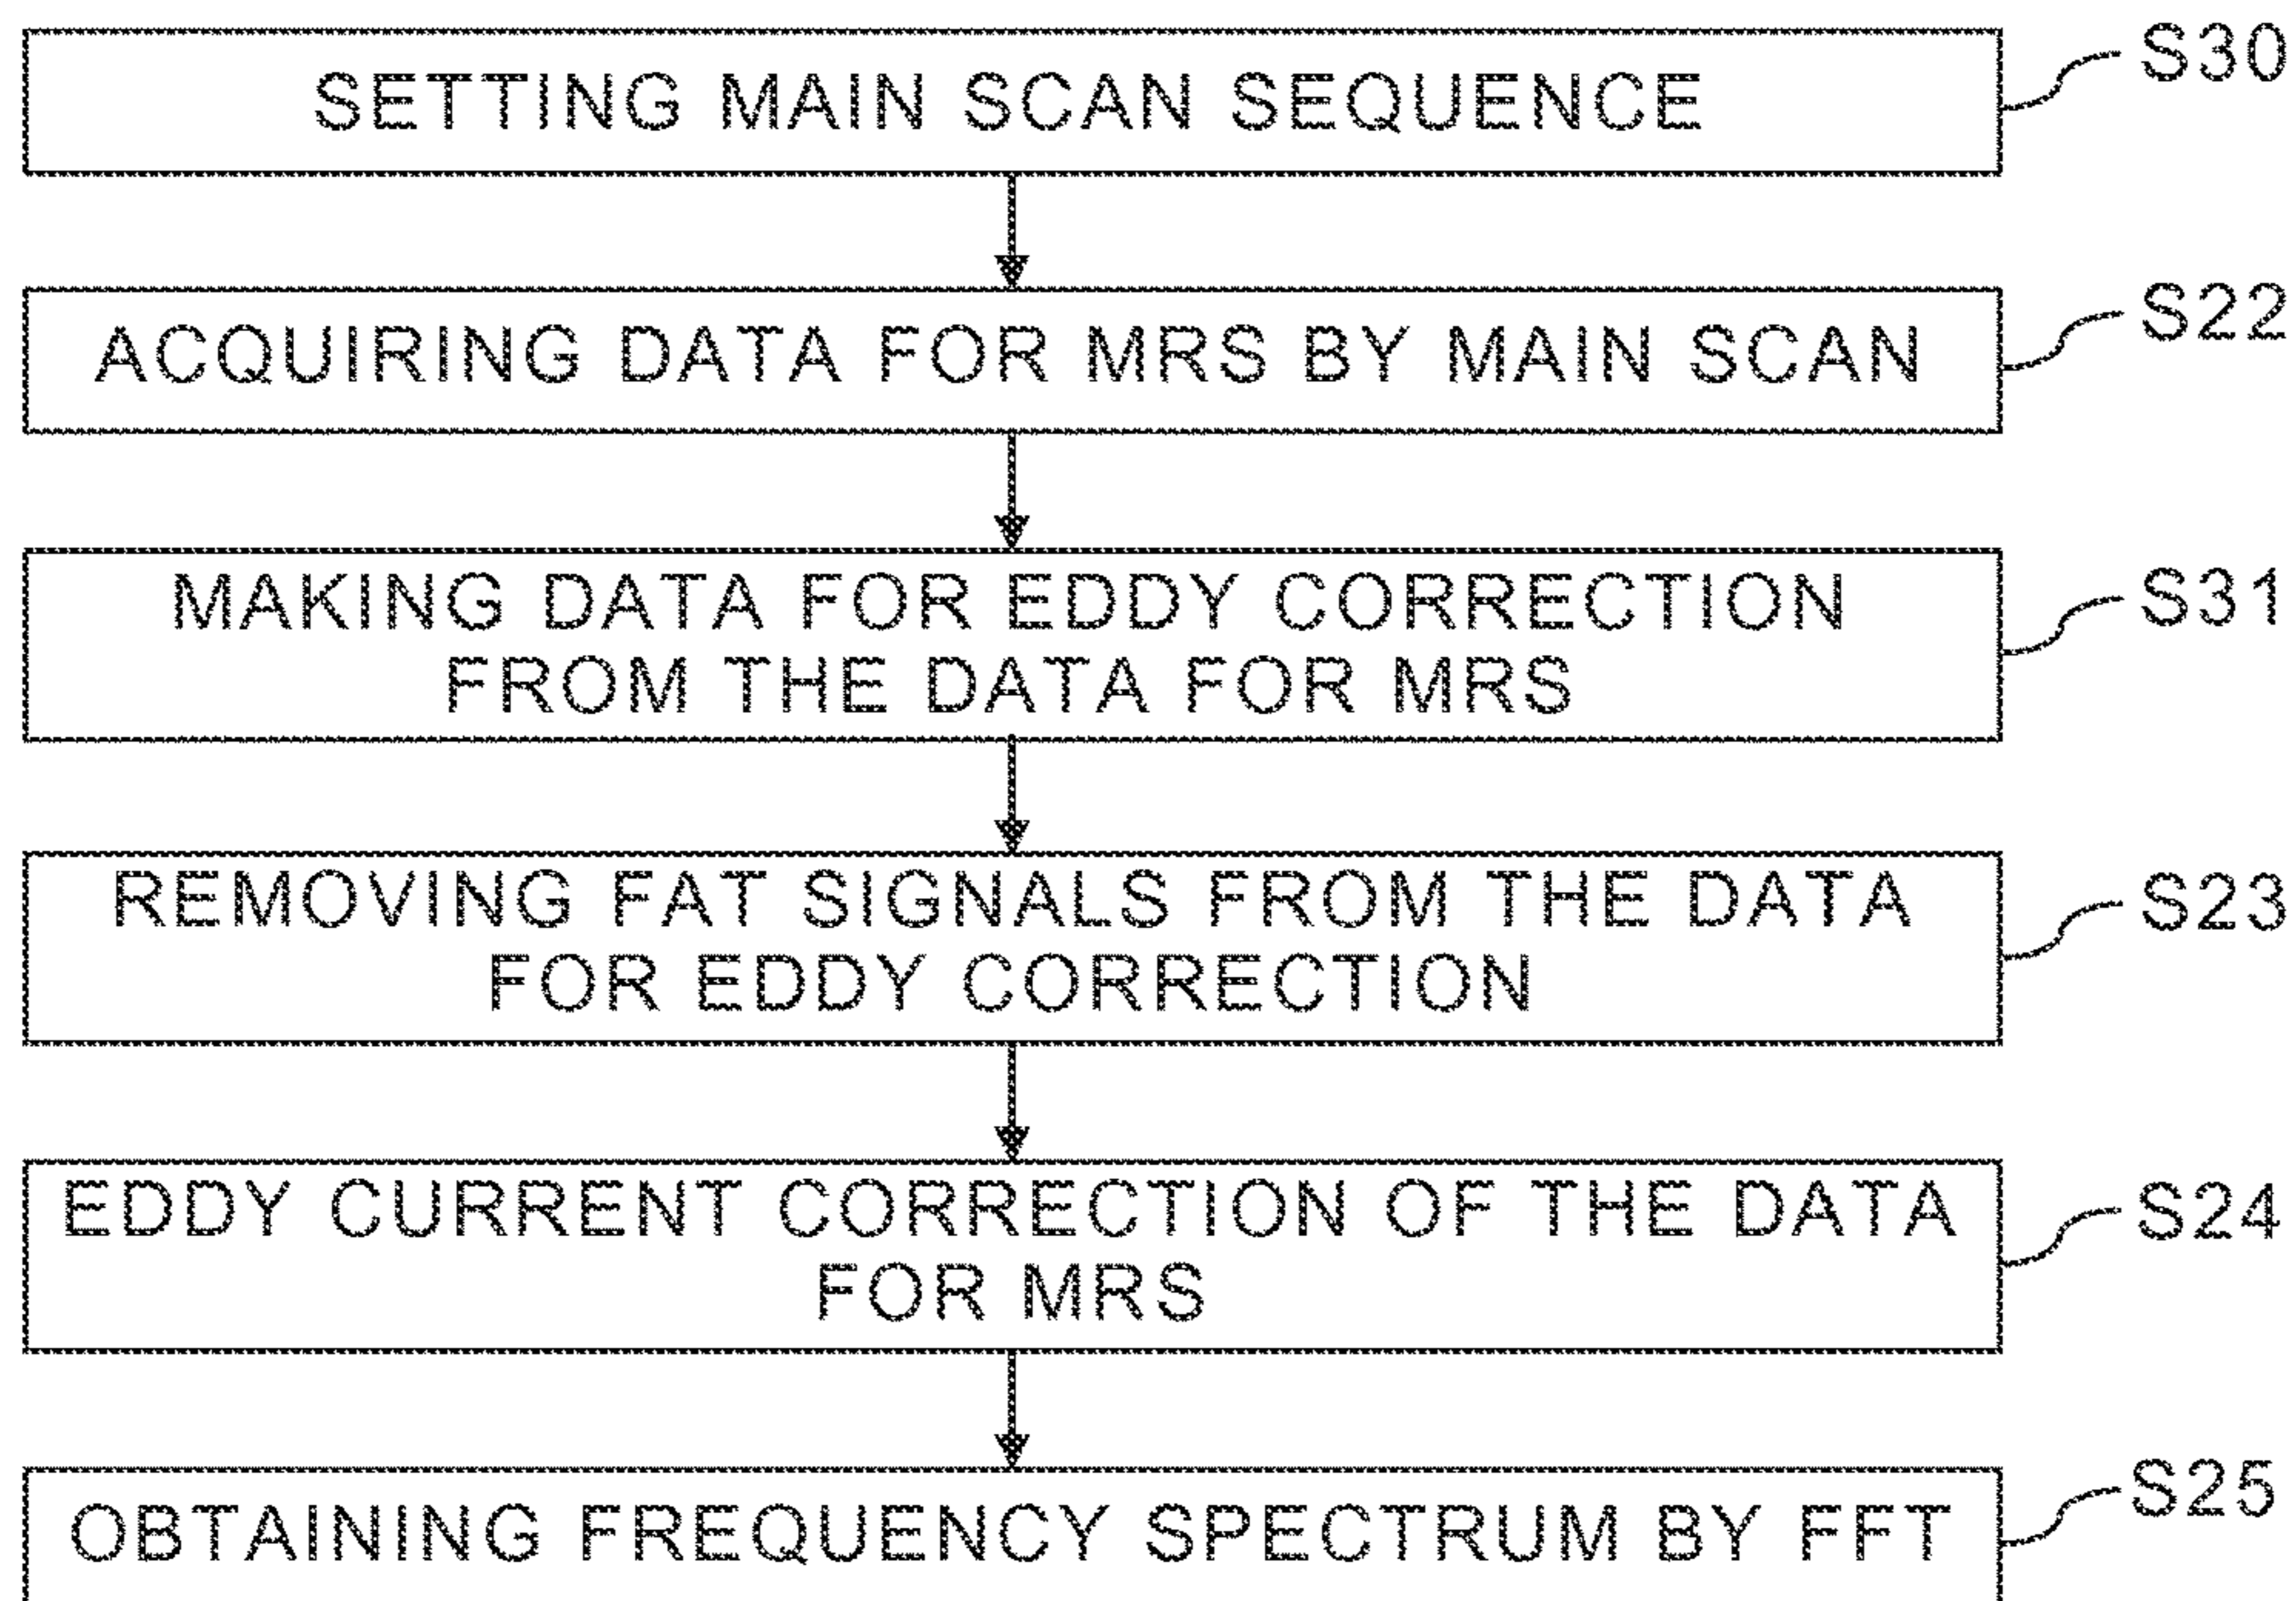 SETTING MAIN SCAN SEQUENCE
S30
ACQUIRING DATA FOR MRS BY MAIN SCAN
S22
MAKING DATA FOR EDDY CORRECTION
FROM THE DATA FOR MRS
S31
REMOVING FAT SIGNALS FROM THE DATA
FOR EDDY CORRECTION
S23
EDDY CURRENT CORRECTION OF THE DATA
FOR MRS
S24
OBTAINING FREQUENCY SPECTRUM BY FFT
S25